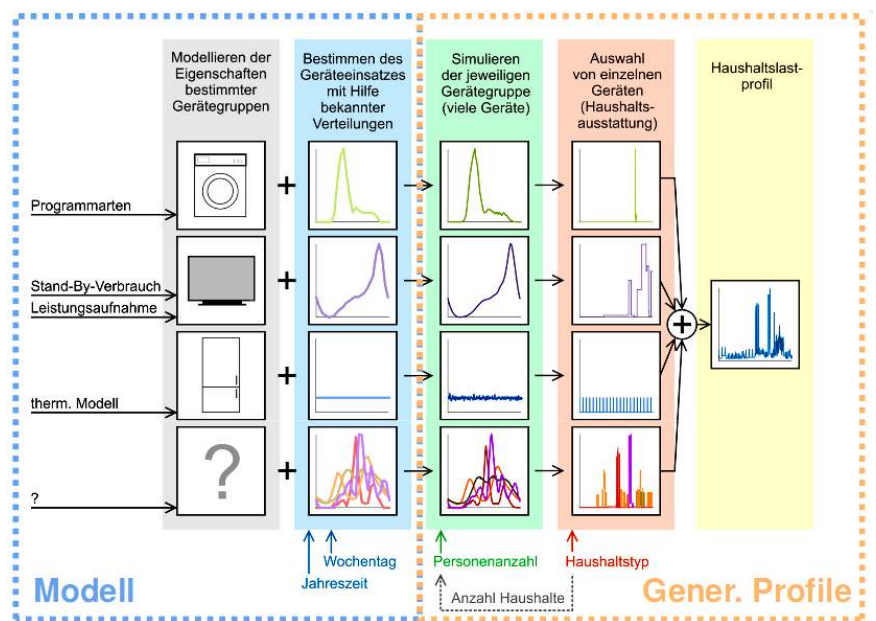 Modellieren der
Eigenschaften
bestimmter
Gerätegruppen
Bestimmen des
Geräteeinsatzes
mit Hilfe
bekannter
Verteilungen
Simulieren
der jeweiligen
Gerätegruppe
(viele Geräte)
Auswahl
von einzelnen
Geräten
(Haushalts-
ausstattung)
Haushaltslast-
profil
Programmarten
+
Stand-By-Verbrauch
Leistungsaufnahme
+
+
therm. Modell
+
?
?
+
Wochentag
Jahreszeit
Personenanzahl
Haushaltstyp
Anzahl Haushalte
Modell
Gener. Profile